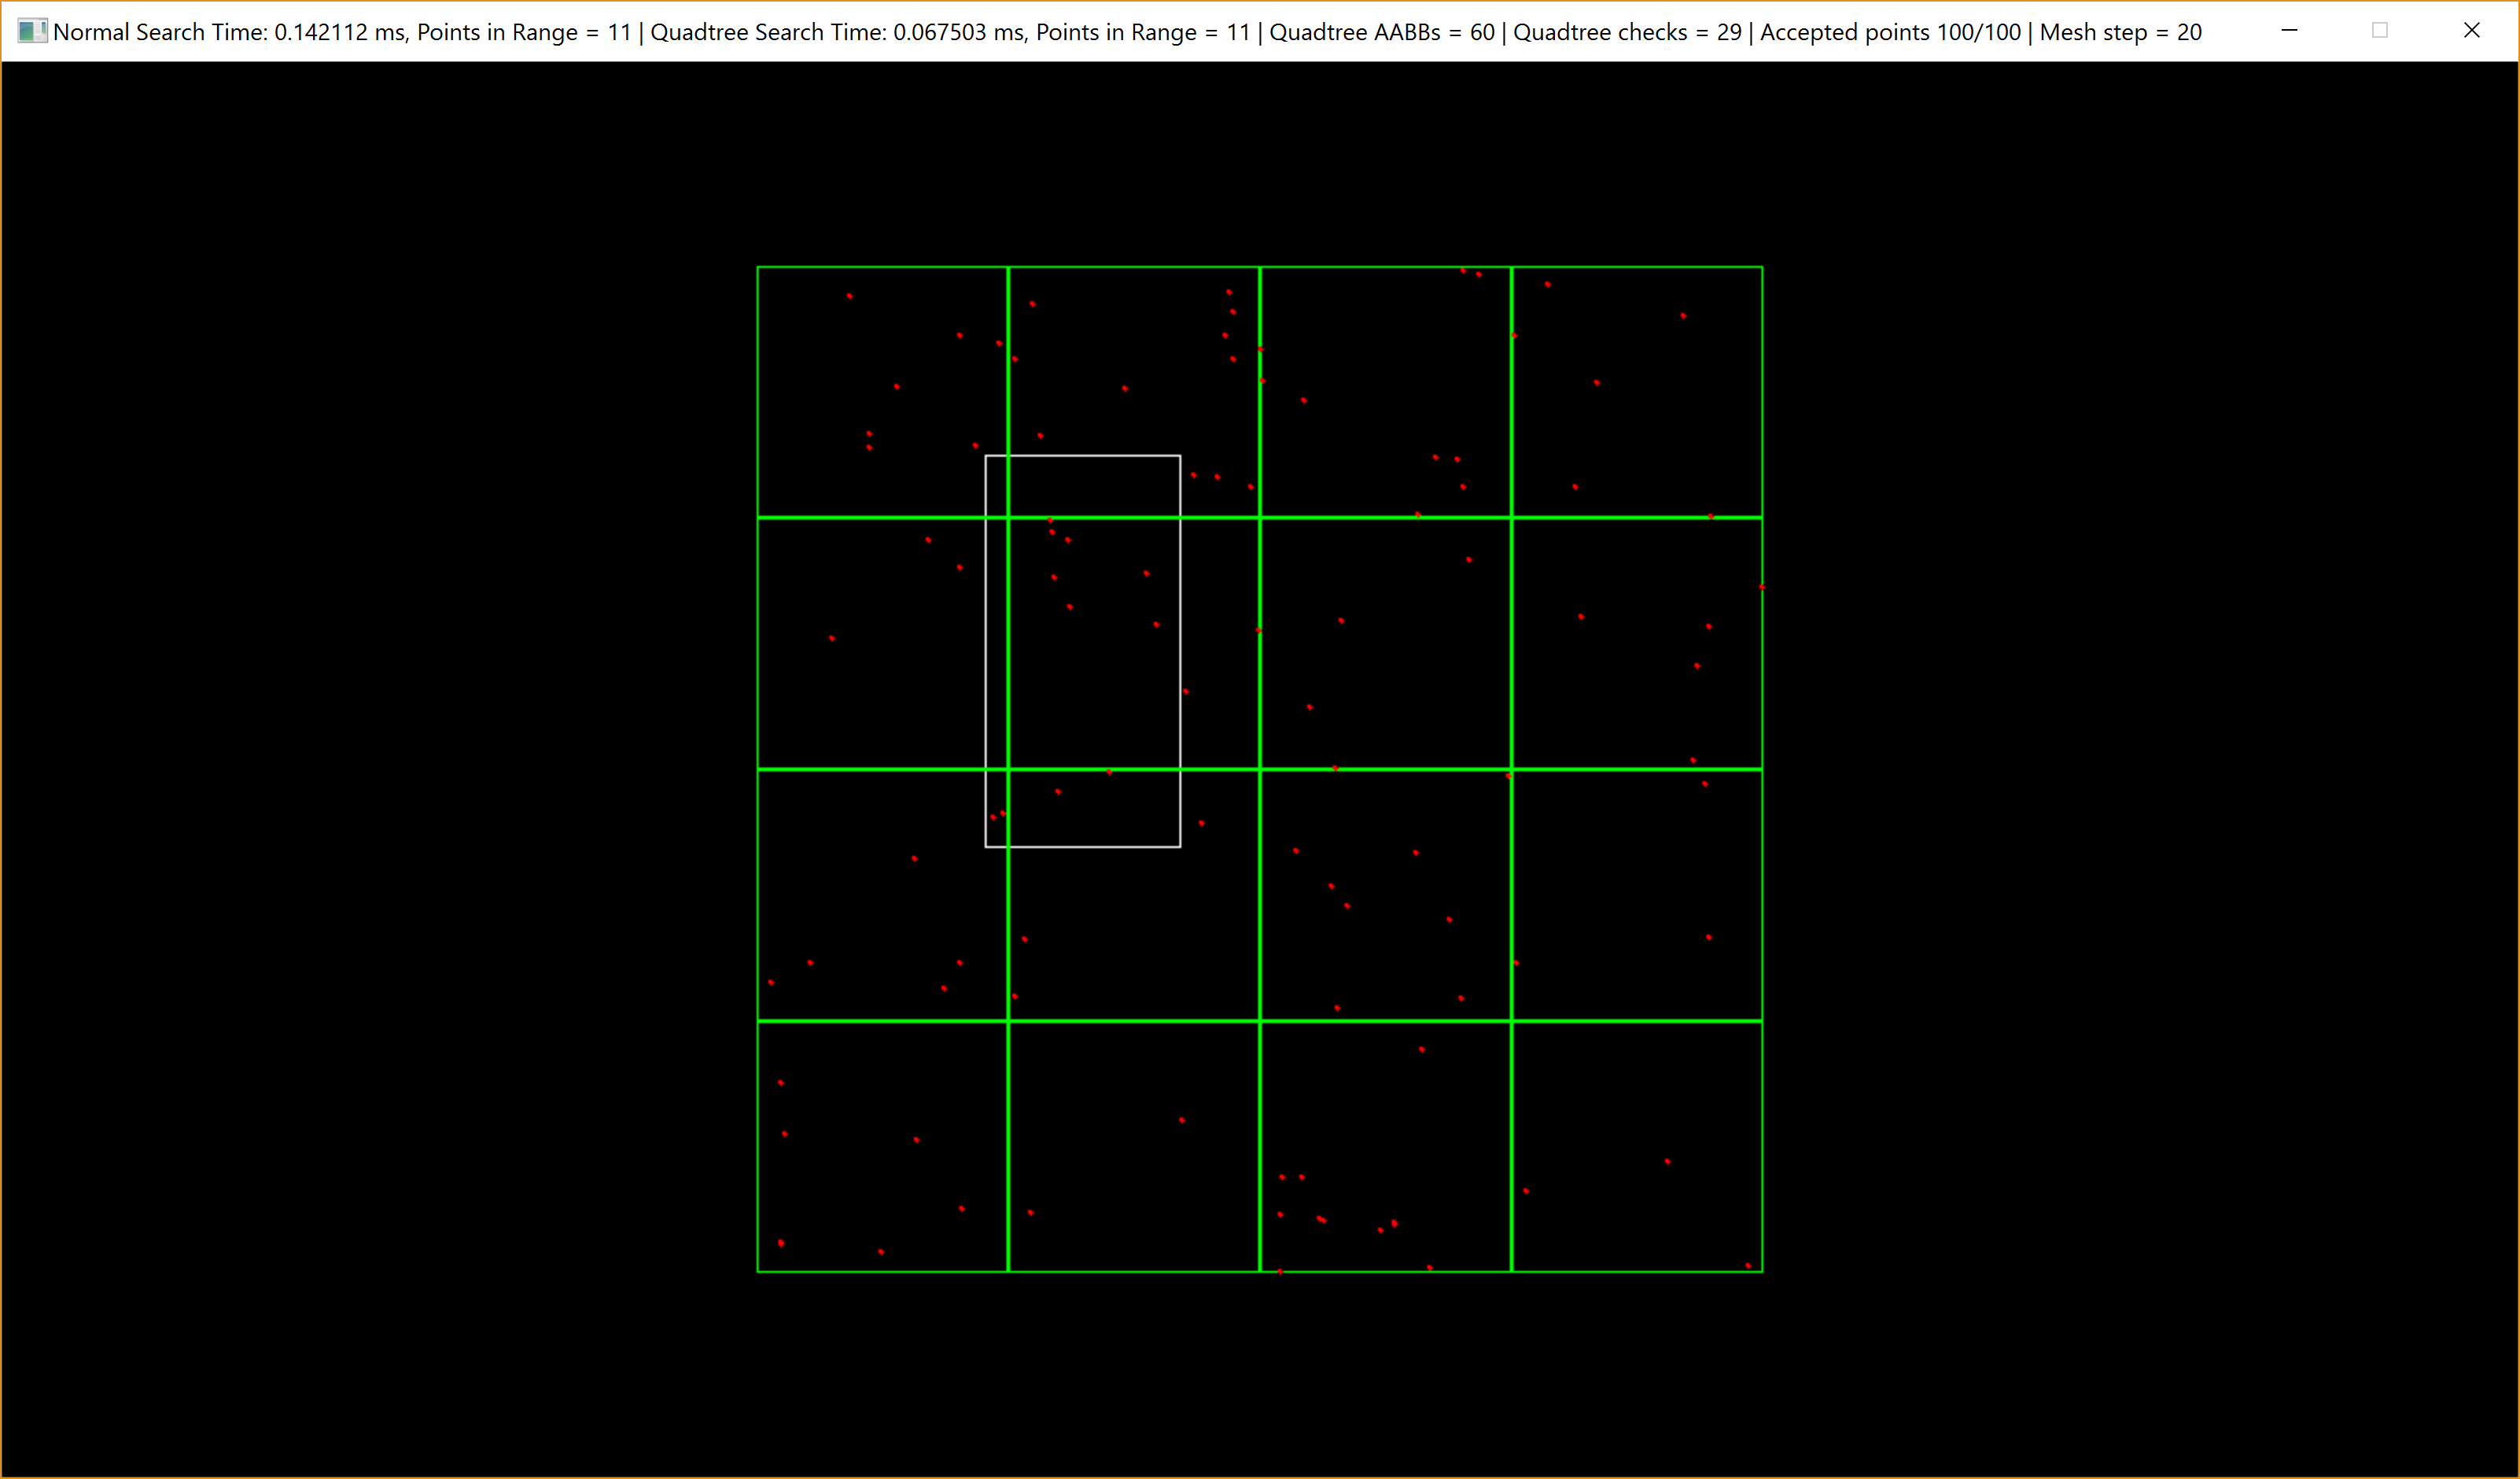 Normal Search Time: 0.142112 ms, Points in Range = 11 | Quadtree Search Time: 0.067503 ms, Points in Range = 11 | Quadtree AABBs = 60 | Quadtree checks = 29 | Accepted points 100/100 | Mesh step = 20